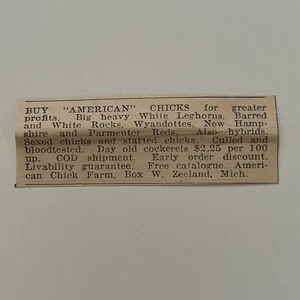 BUY "AMERICAN" CHICKS for greater
profits. Big heavy White Leghorns, Barred
and White Rocks, Wyandottes, New Hamp-
shire and Parmenter Reds. Also hybrids.
Sexed chicks and started chicks. Culled and
bloodtested. Day old cockerels $2.25 per 100
up. COD shipment. Early order discount.
Livability guarantee. Free catalogue. Ameri-
can Chick Farm, Box W, Zeeland, Mich.